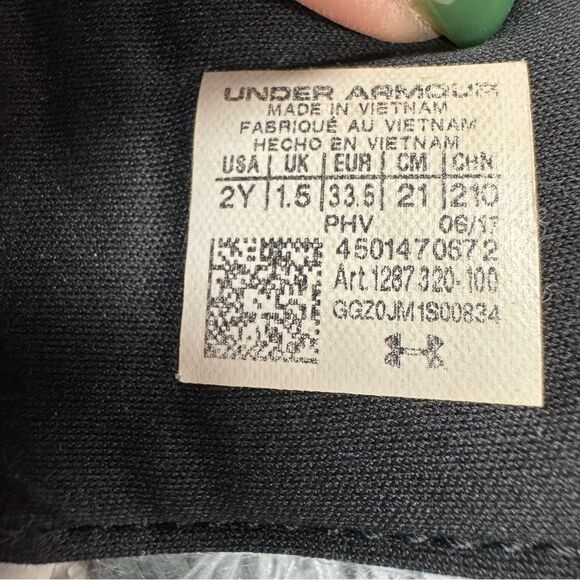 UNDER ARMOUR
MADE IN VIETNAM
FABRIQUÉ AU VIETNAM
HECHO EN VIETNAM
USA UK EUR CM CHN
2Y 1.5 33.5 21 210
PHV 06/17
4501470672
Art.1287320-100
GGZ0JM1S00834